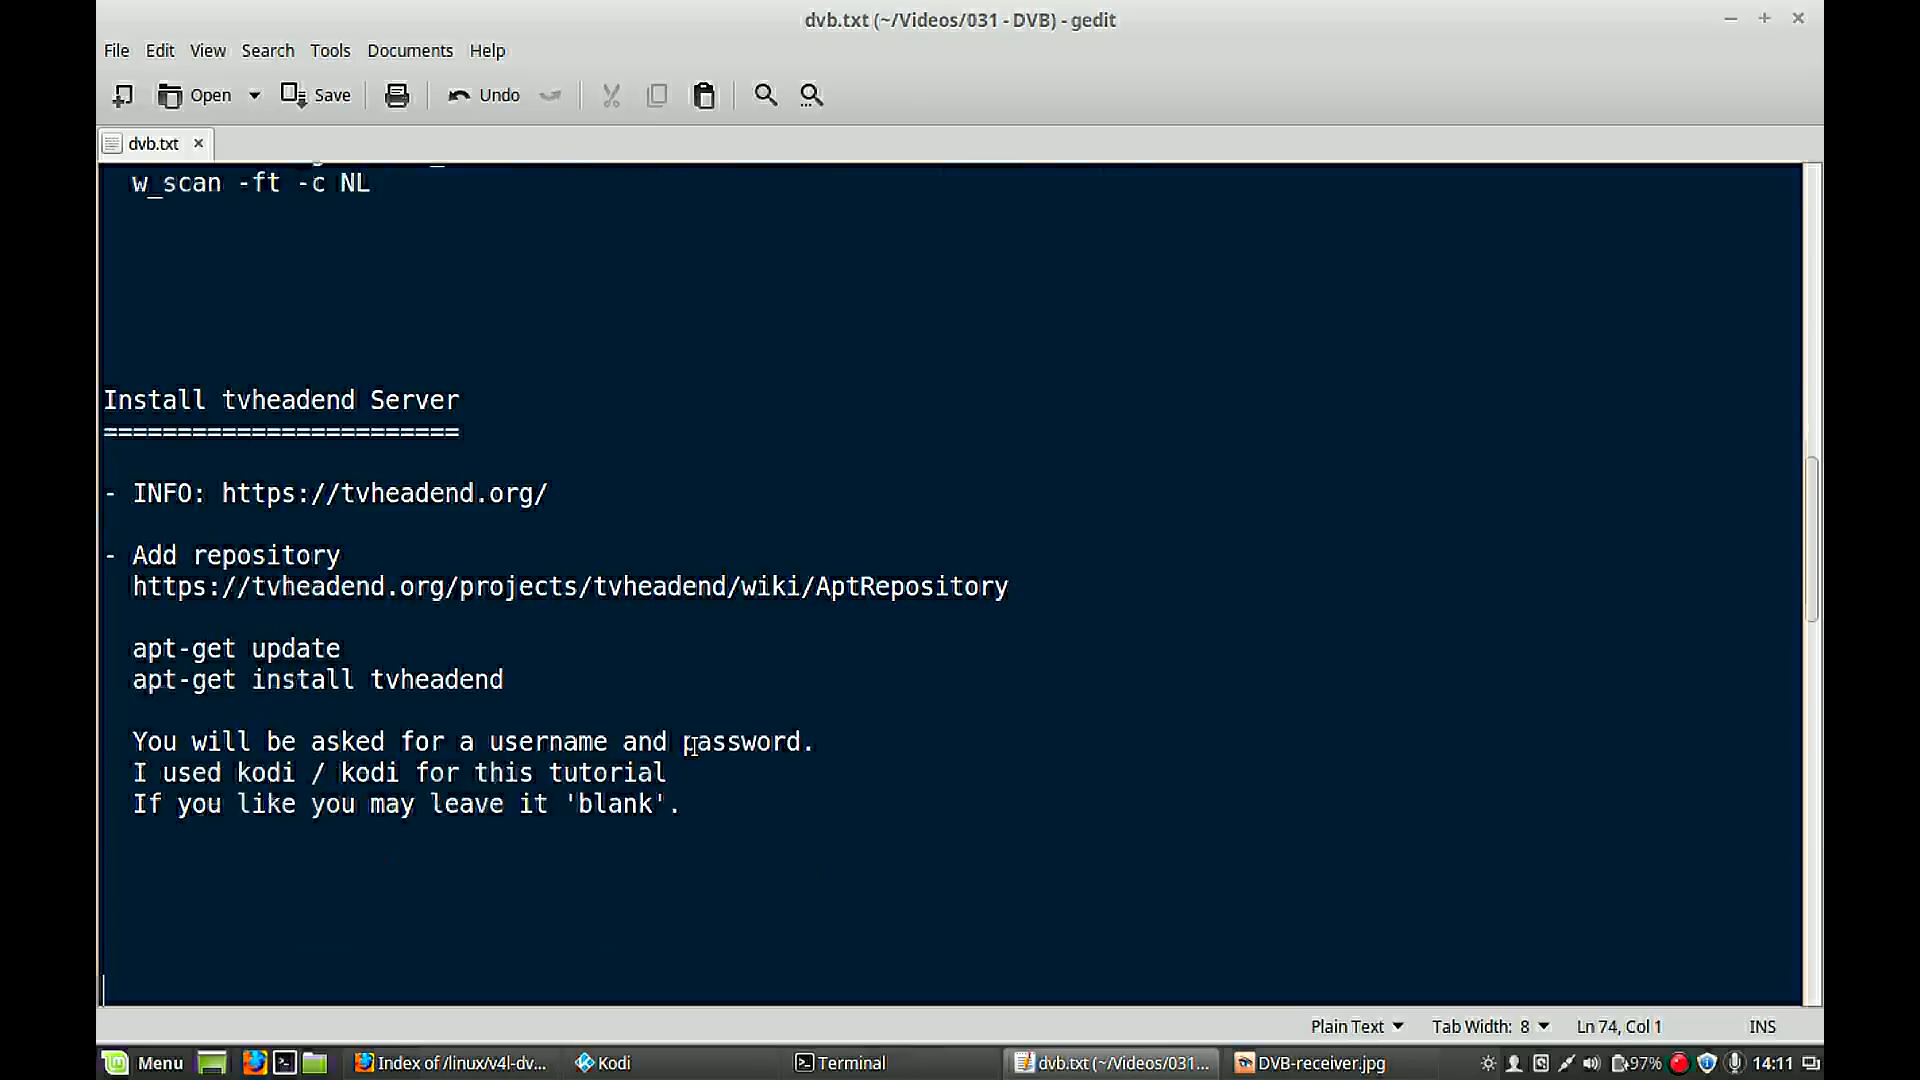 dvb.txt (~/Videos/031 - DVB) - gedit
File Edit View Search Tools Documents Help
Open Save Undo
dvb.txt
w_scan -ft -c NL
Install tvheadend Server
========================
- INFO: https://tvheadend.org/
- Add repository
https://tvheadend.org/projects/tvheadend/wiki/AptRepository
apt-get update
apt-get install tvheadend
You will be asked for a username and password.
I used kodi / kodi for this tutorial
If you like you may leave it 'blank'.
Plain Text Tab Width: 8 Ln 74, Col 1 INS
Menu Index of /linux/v4l-dv... Kodi Terminal dvb.txt (~/Videos/031... DVB-receiver.jpg 97% 14:11